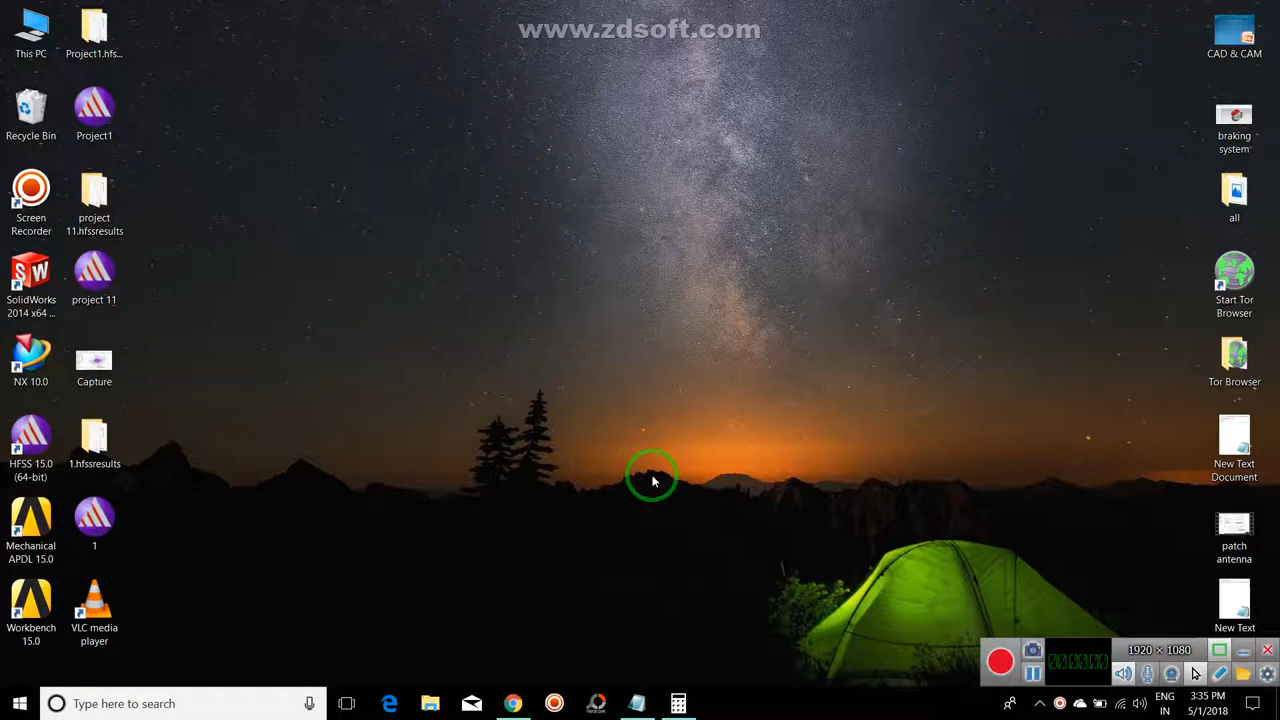 www.zdsoft.com
This PC
Project1.hfs...
Recycle Bin
Project1
Screen
Recorder
project
11.hfssresults
SolidWorks
2014 x64 ...
project 11
NX 10.0
Capture
HFSS 15.0
(64-bit)
1.hfssresults
Mechanical
APDL 15.0
1
Workbench
15.0
VLC media
player
CAD & CAM
braking
system
all
Start Tor
Browser
Tor Browser
New Text
Document
patch
antenna
New Text
1920 × 1080
00:00:00
Type here to search
ENG
IN
3:35 PM
5/1/2018